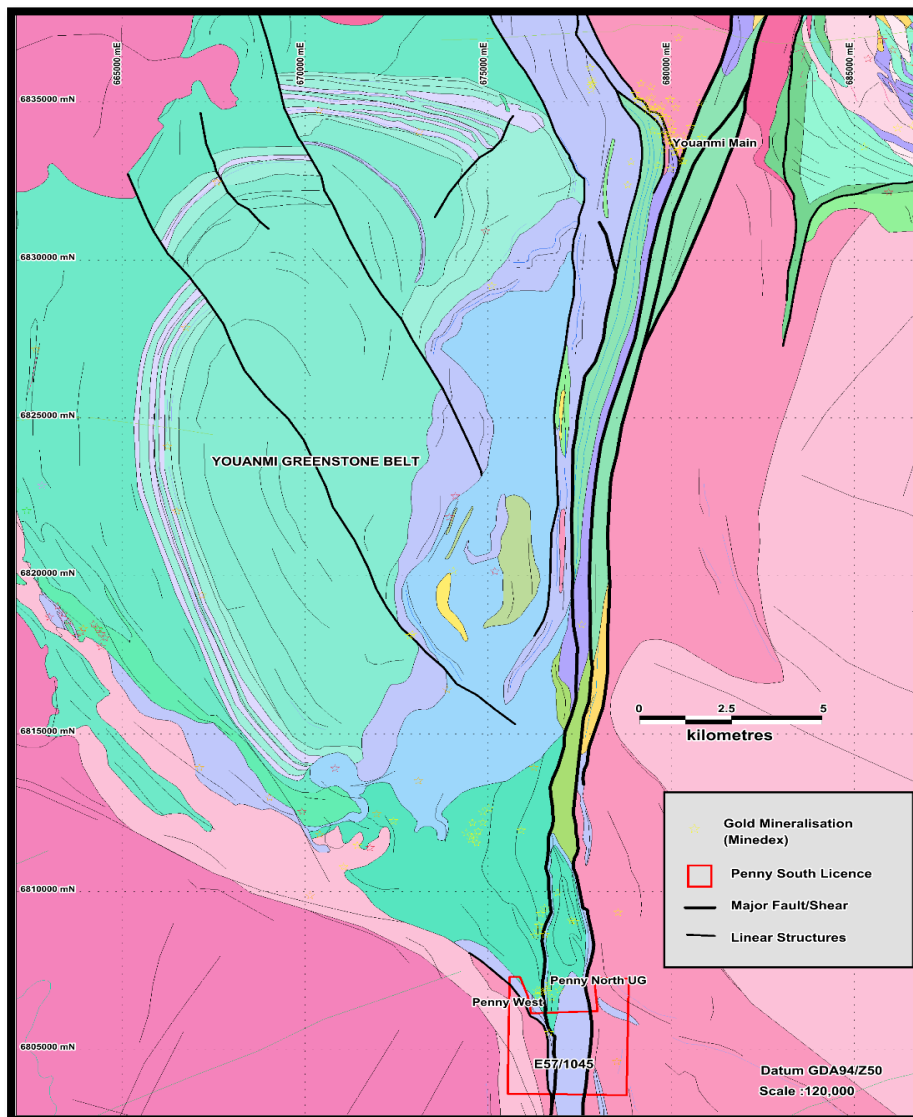 665000 mE
670000 mE
675000 mE
680000 mE
685000 mE
6835000 mN
Youanmi Main
6830000 mN
6825000 mN
YOUANMI GREENSTONE BELT
6820000 mN
6815000 mN
0 2.5 5
kilometres
Gold Mineralisation
(Minedex)
Penny South Licence
Major Fault/Shear
Linear Structures
6810000 mN
Penny North UG
Penny West
6805000 mN
E57/1045
Datum GDA94/Z50
Scale :120,000